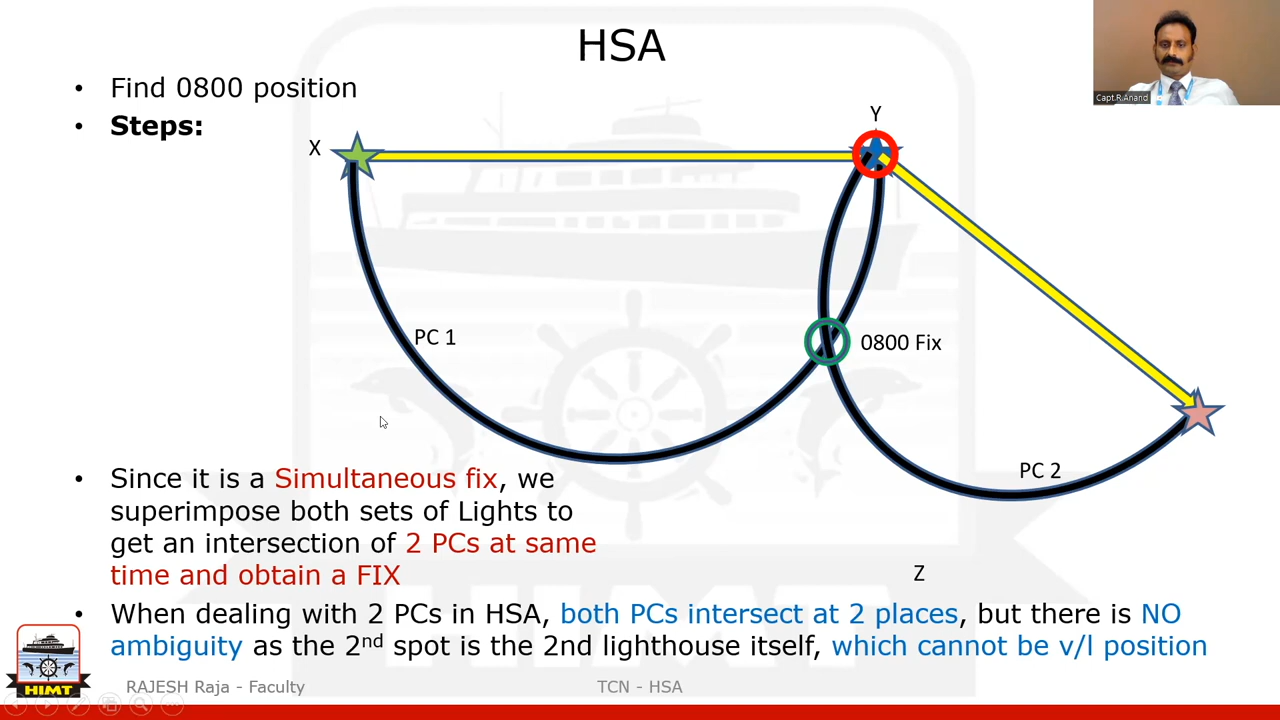 HSA
• Find 0800 position
• Steps:
Capt.R.Anand
Y
X
PC 1
0800 Fix
PC 2
• Since it is a Simultaneous fix, we
superimpose both sets of Lights to
get an intersection of 2 PCs at same
time and obtain a FIX
Z
• When dealing with 2 PCs in HSA, both PCs intersect at 2 places, but there is NO
ambiguity as the 2nd spot is the 2nd lighthouse itself, which cannot be v/l position
HIMT
HIMT
RAJESH Raja - Faculty
TCN - HSA